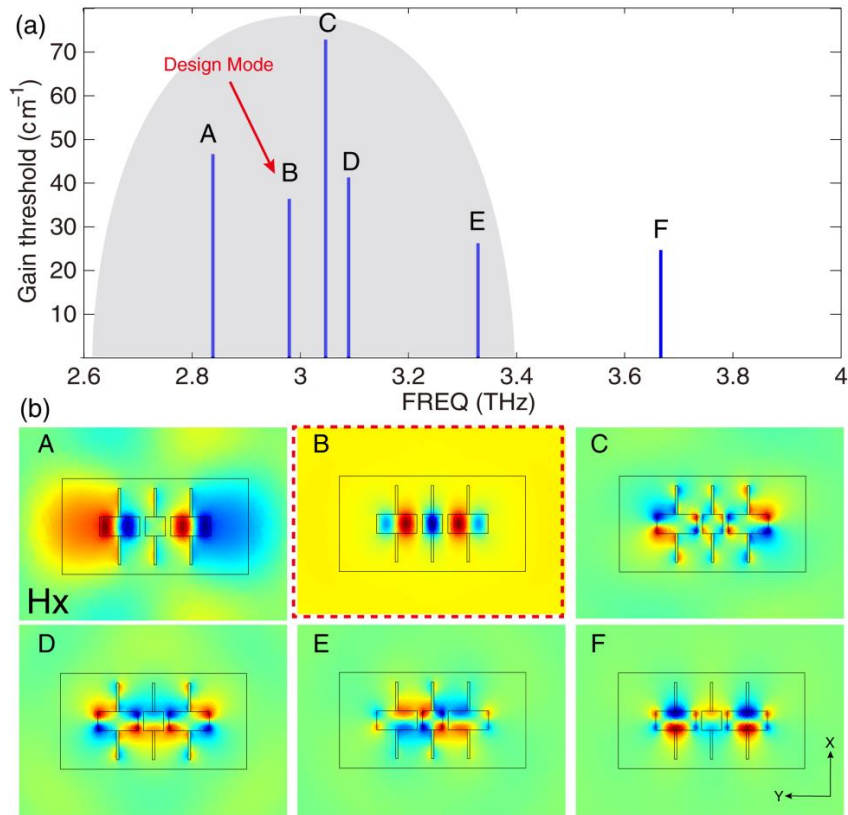 (a)
Gain threshold (cm⁻¹)
70
60
50
40
30
20
10
Design Mode
A
B
C
D
E
F
2.6 2.8 3 3.2 3.4 3.6 3.8 4
FREQ (THz)
(b)
A B C
Hx
D E F
X
Y